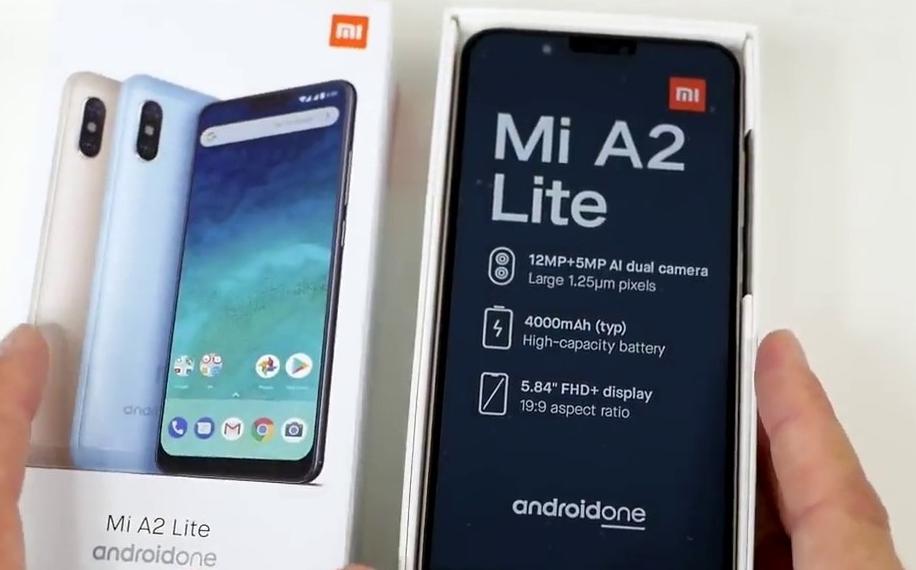 mi
andr
Mi A2 Lite
androidone
mi
Mi A2
Lite
12MP+5MP AI dual camera
Large 1.25μm pixels
4000mAh (typ)
High-capacity battery
5.84" FHD+ display
19:9 aspect ratio
androidone